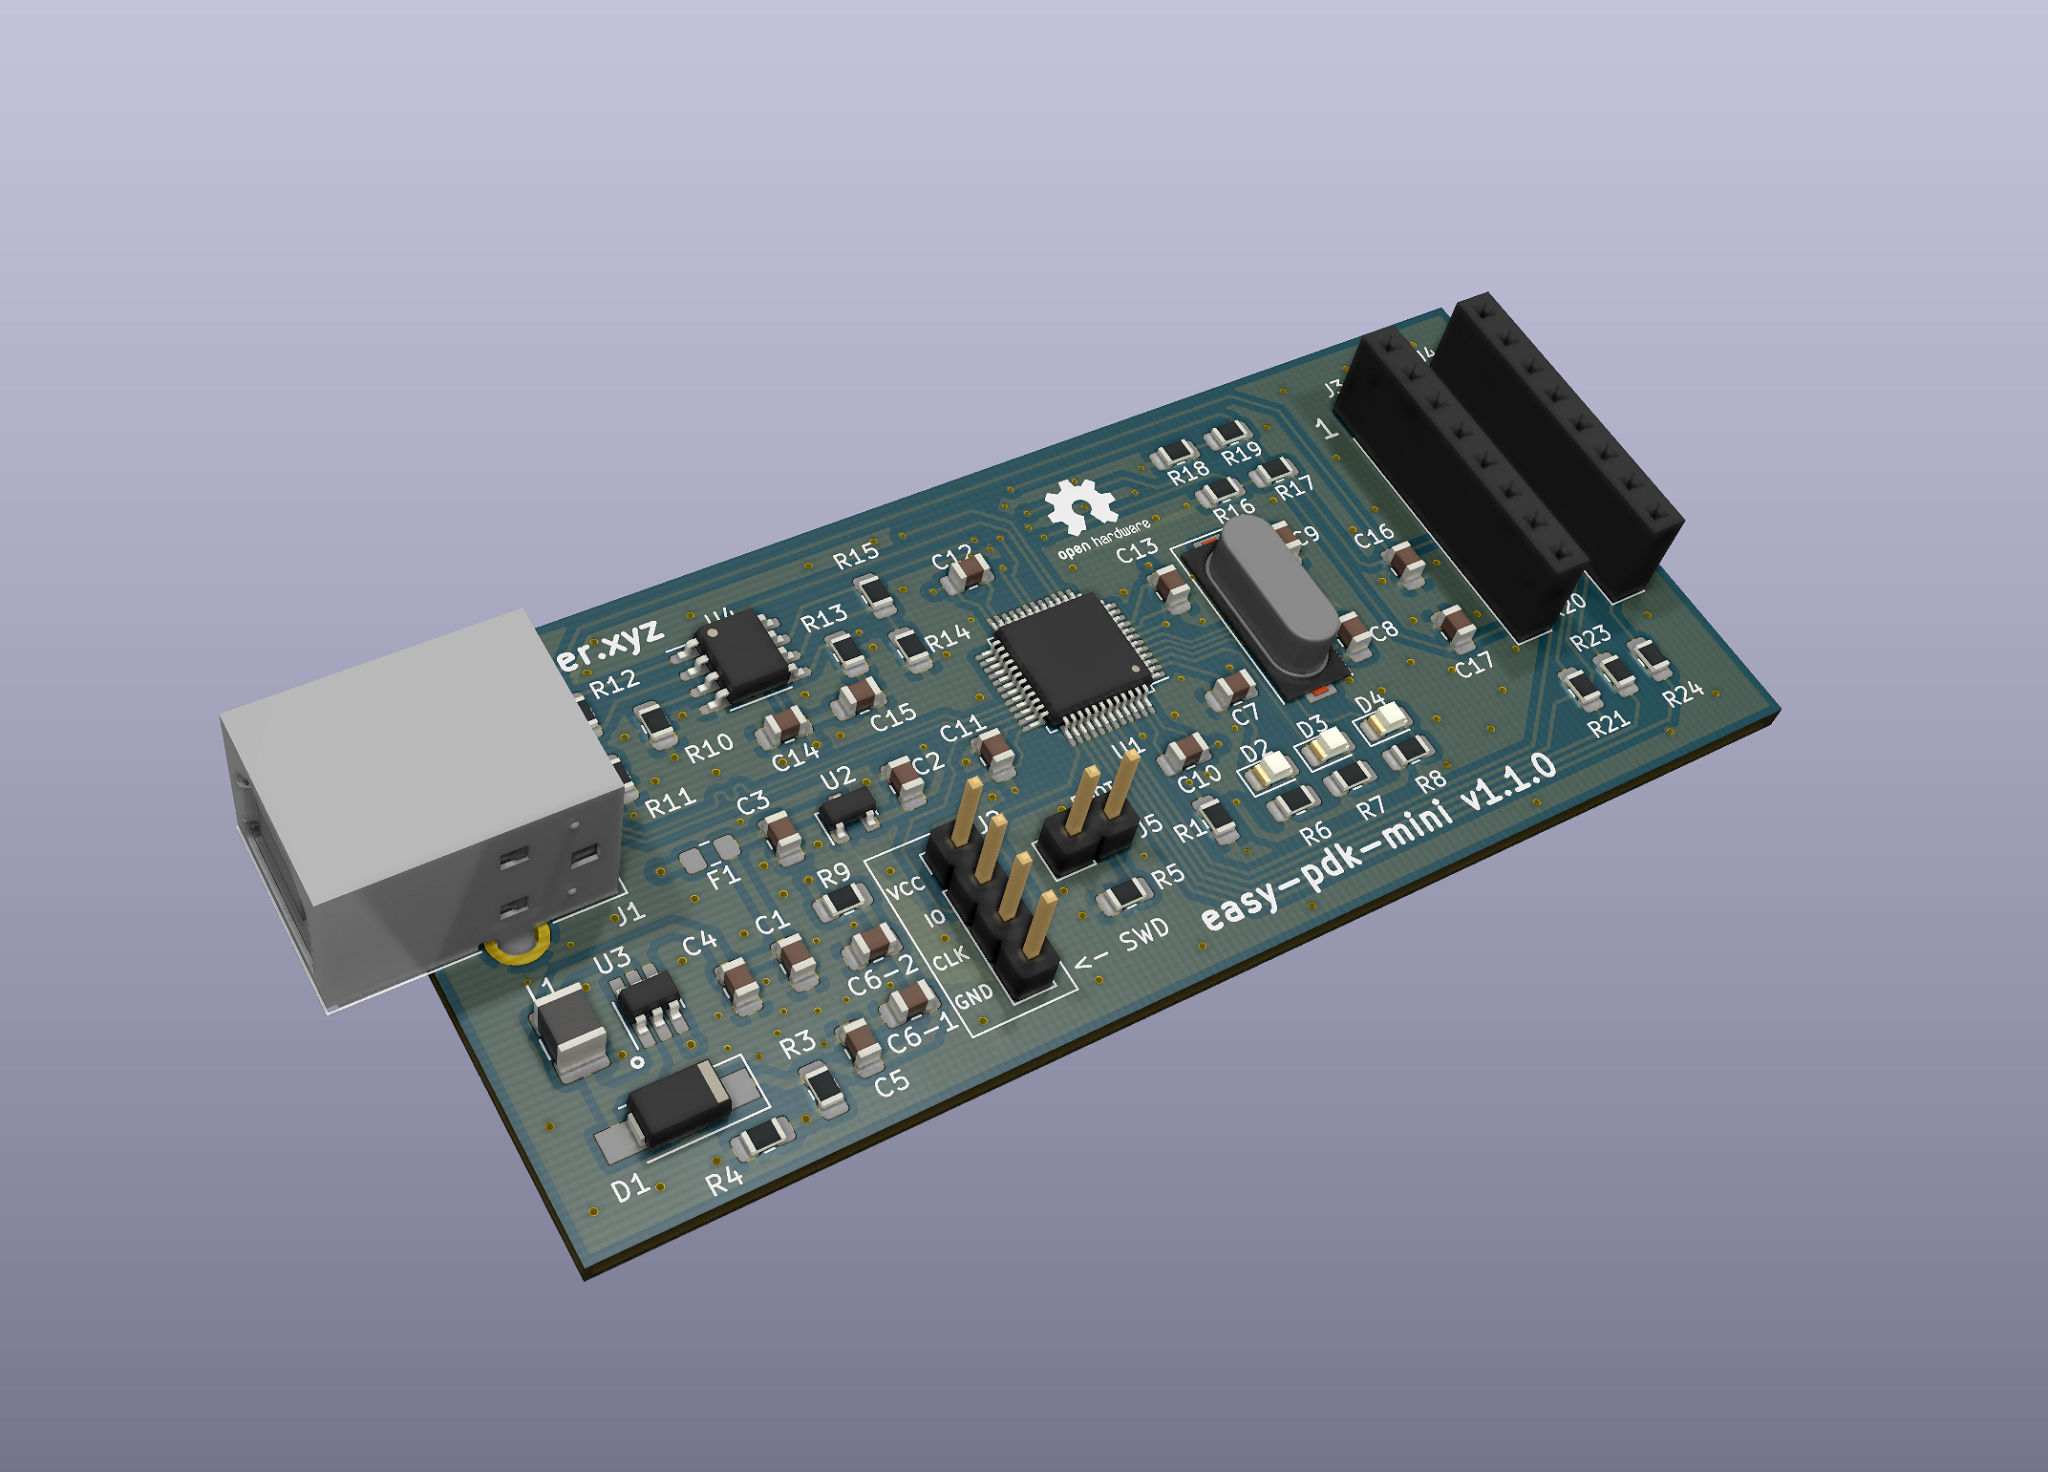 J3
1
R19
R18
R17
R16
open hardware
C13
C9
C16
R15
C12
R13
R14
er.xyz
R12
C8
C17
R23
R24
R21
R10
C15
C14
C11
C7
D4
D3
D2
U1
C10
R8
R7
R6
U2
C2
C3
R11
F1
R9
J1
R5
VCC
IO
CLK
GND
<- SWD
easy-pdk-mini v1.1.0
C1
C4
U3
L1
C6-2
C6-1
R3
C5
D1
R4